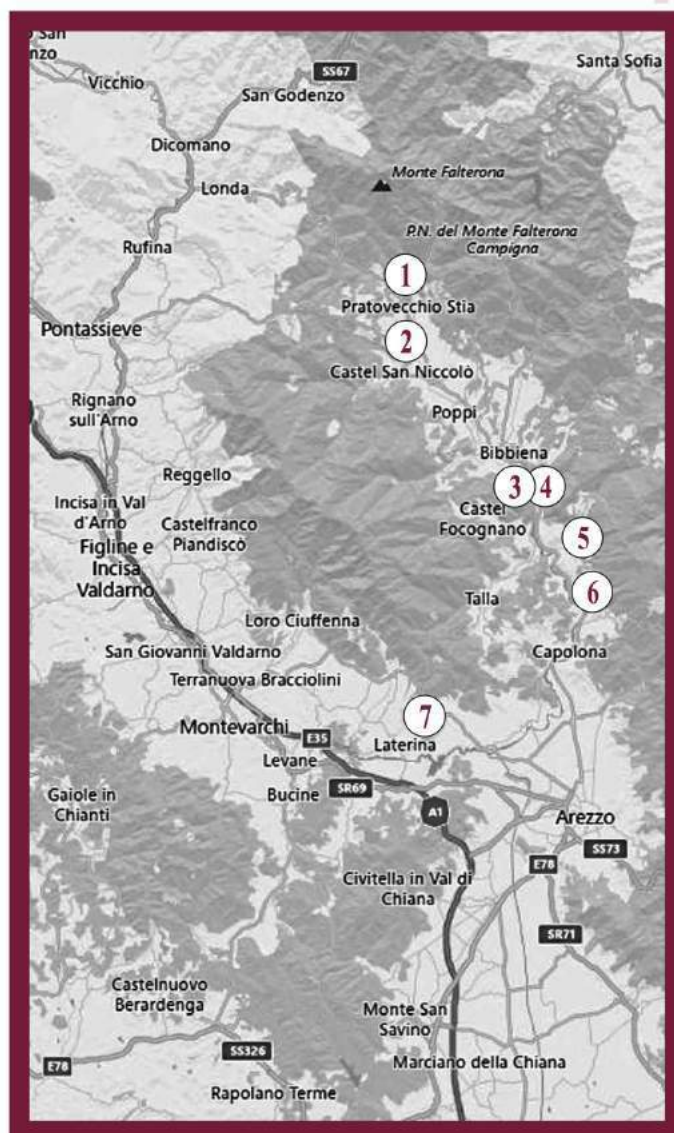 o San
nzo
Vicchio
SS67
San Godenzo
Santa Sofia
Dicomano
Londa
Monte Falterona
Rufina
P.N. del Monte Falterona
Campigna
1
Pratovecchio Stia
Pontassieve
2
Castel San Niccolò
Rignano
sull'Arno
Poppi
Bibbiena
Reggello
3
4
Castel
Focognano
Incisa in Val
d'Arno
Castelfranco
Piandiscò
5
Figline e
Incisa
Valdarno
6
Talla
Loro Ciuffenna
San Giovanni Valdarno
Capolona
Terranuova Bracciolini
7
Montevarchi
E35
Laterina
Levane
SR69
Bucine
Gaiole in
Chianti
A1
Arezzo
SS73
E78
Civitella in Val di
Chiana
SR71
Castelnuovo
Berardenga
Monte San
Savino
SS326
Marciano della Chiana
E78
Rapolano Terme